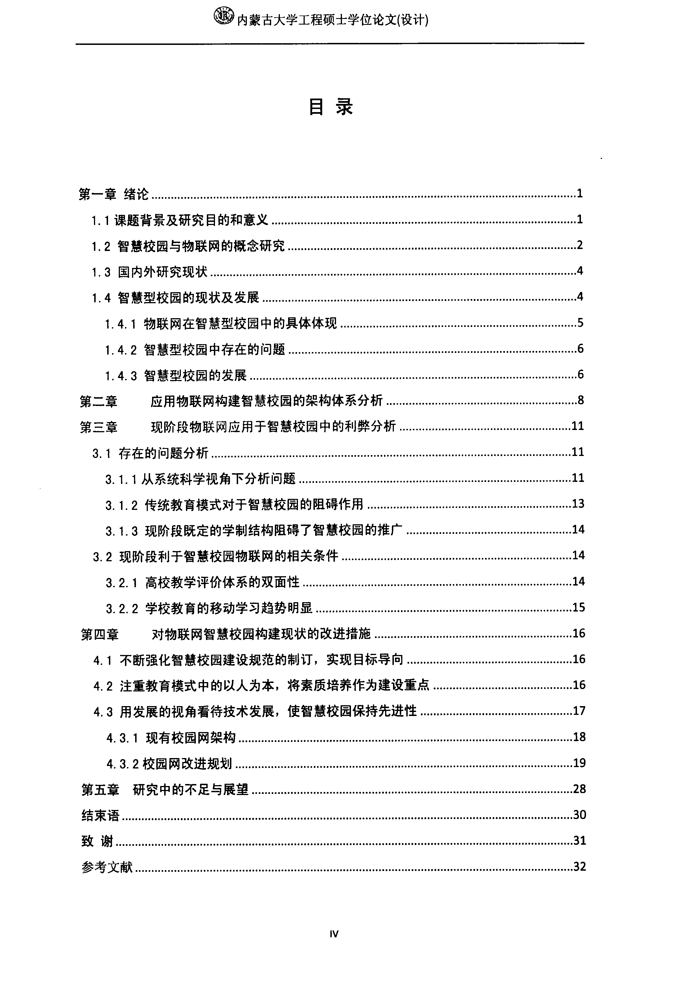 内蒙古大学工程硕士学位论文(设计)
目 录
第一章 绪论........1
1.1课题背景及研究目的和意义........1
1.2 智慧校园与物联网的概念研究........2
1.3 国内外研究现状........4
1.4 智慧型校园的现状及发展........4
1.4.1 物联网在智慧型校园中的具体体现........5
1.4.2 智慧型校园中存在的问题........6
1.4.3 智慧型校园的发展........6
第二章 应用物联网构建智慧校园的架构体系分析........8
第三章 现阶段物联网应用于智慧校园中的利弊分析........11
3.1 存在的问题分析........11
3.1.1从系统科学视角下分析问题........11
3.1.2 传统教育模式对于智慧校园的阻碍作用........13
3.1.3 现阶段既定的学制结构阻碍了智慧校园的推广........14
3.2 现阶段利于智慧校园物联网的相关条件........14
3.2.1 高校教学评价体系的双面性........14
3.2.2 学校教育的移动学习趋势明显........15
第四章 对物联网智慧校园构建现状的改进措施........16
4.1 不断强化智慧校园建设规范的制订，实现目标导向........16
4.2 注重教育模式中的以人为本，将素质培养作为建设重点........16
4.3 用发展的视角看待技术发展，使智慧校园保持先进性........17
4.3.1 现有校园网架构........18
4.3.2校园网改进规划........19
第五章 研究中的不足与展望........28
结束语........30
致 谢........31
参考文献........32
IV